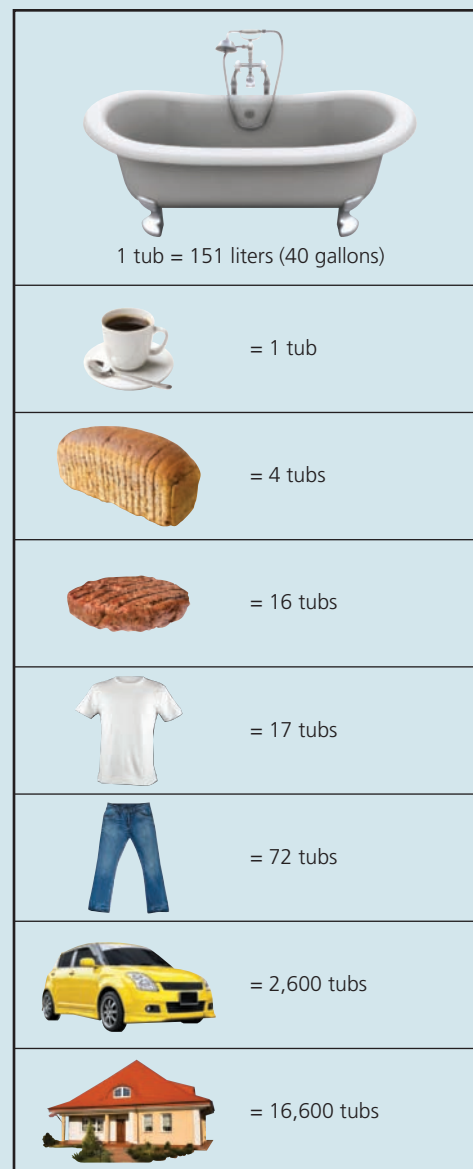 1 tub = 151 liters (40 gallons)
= 1 tub
= 4 tubs
= 16 tubs
= 17 tubs
= 72 tubs
= 2,600 tubs
= 16,600 tubs